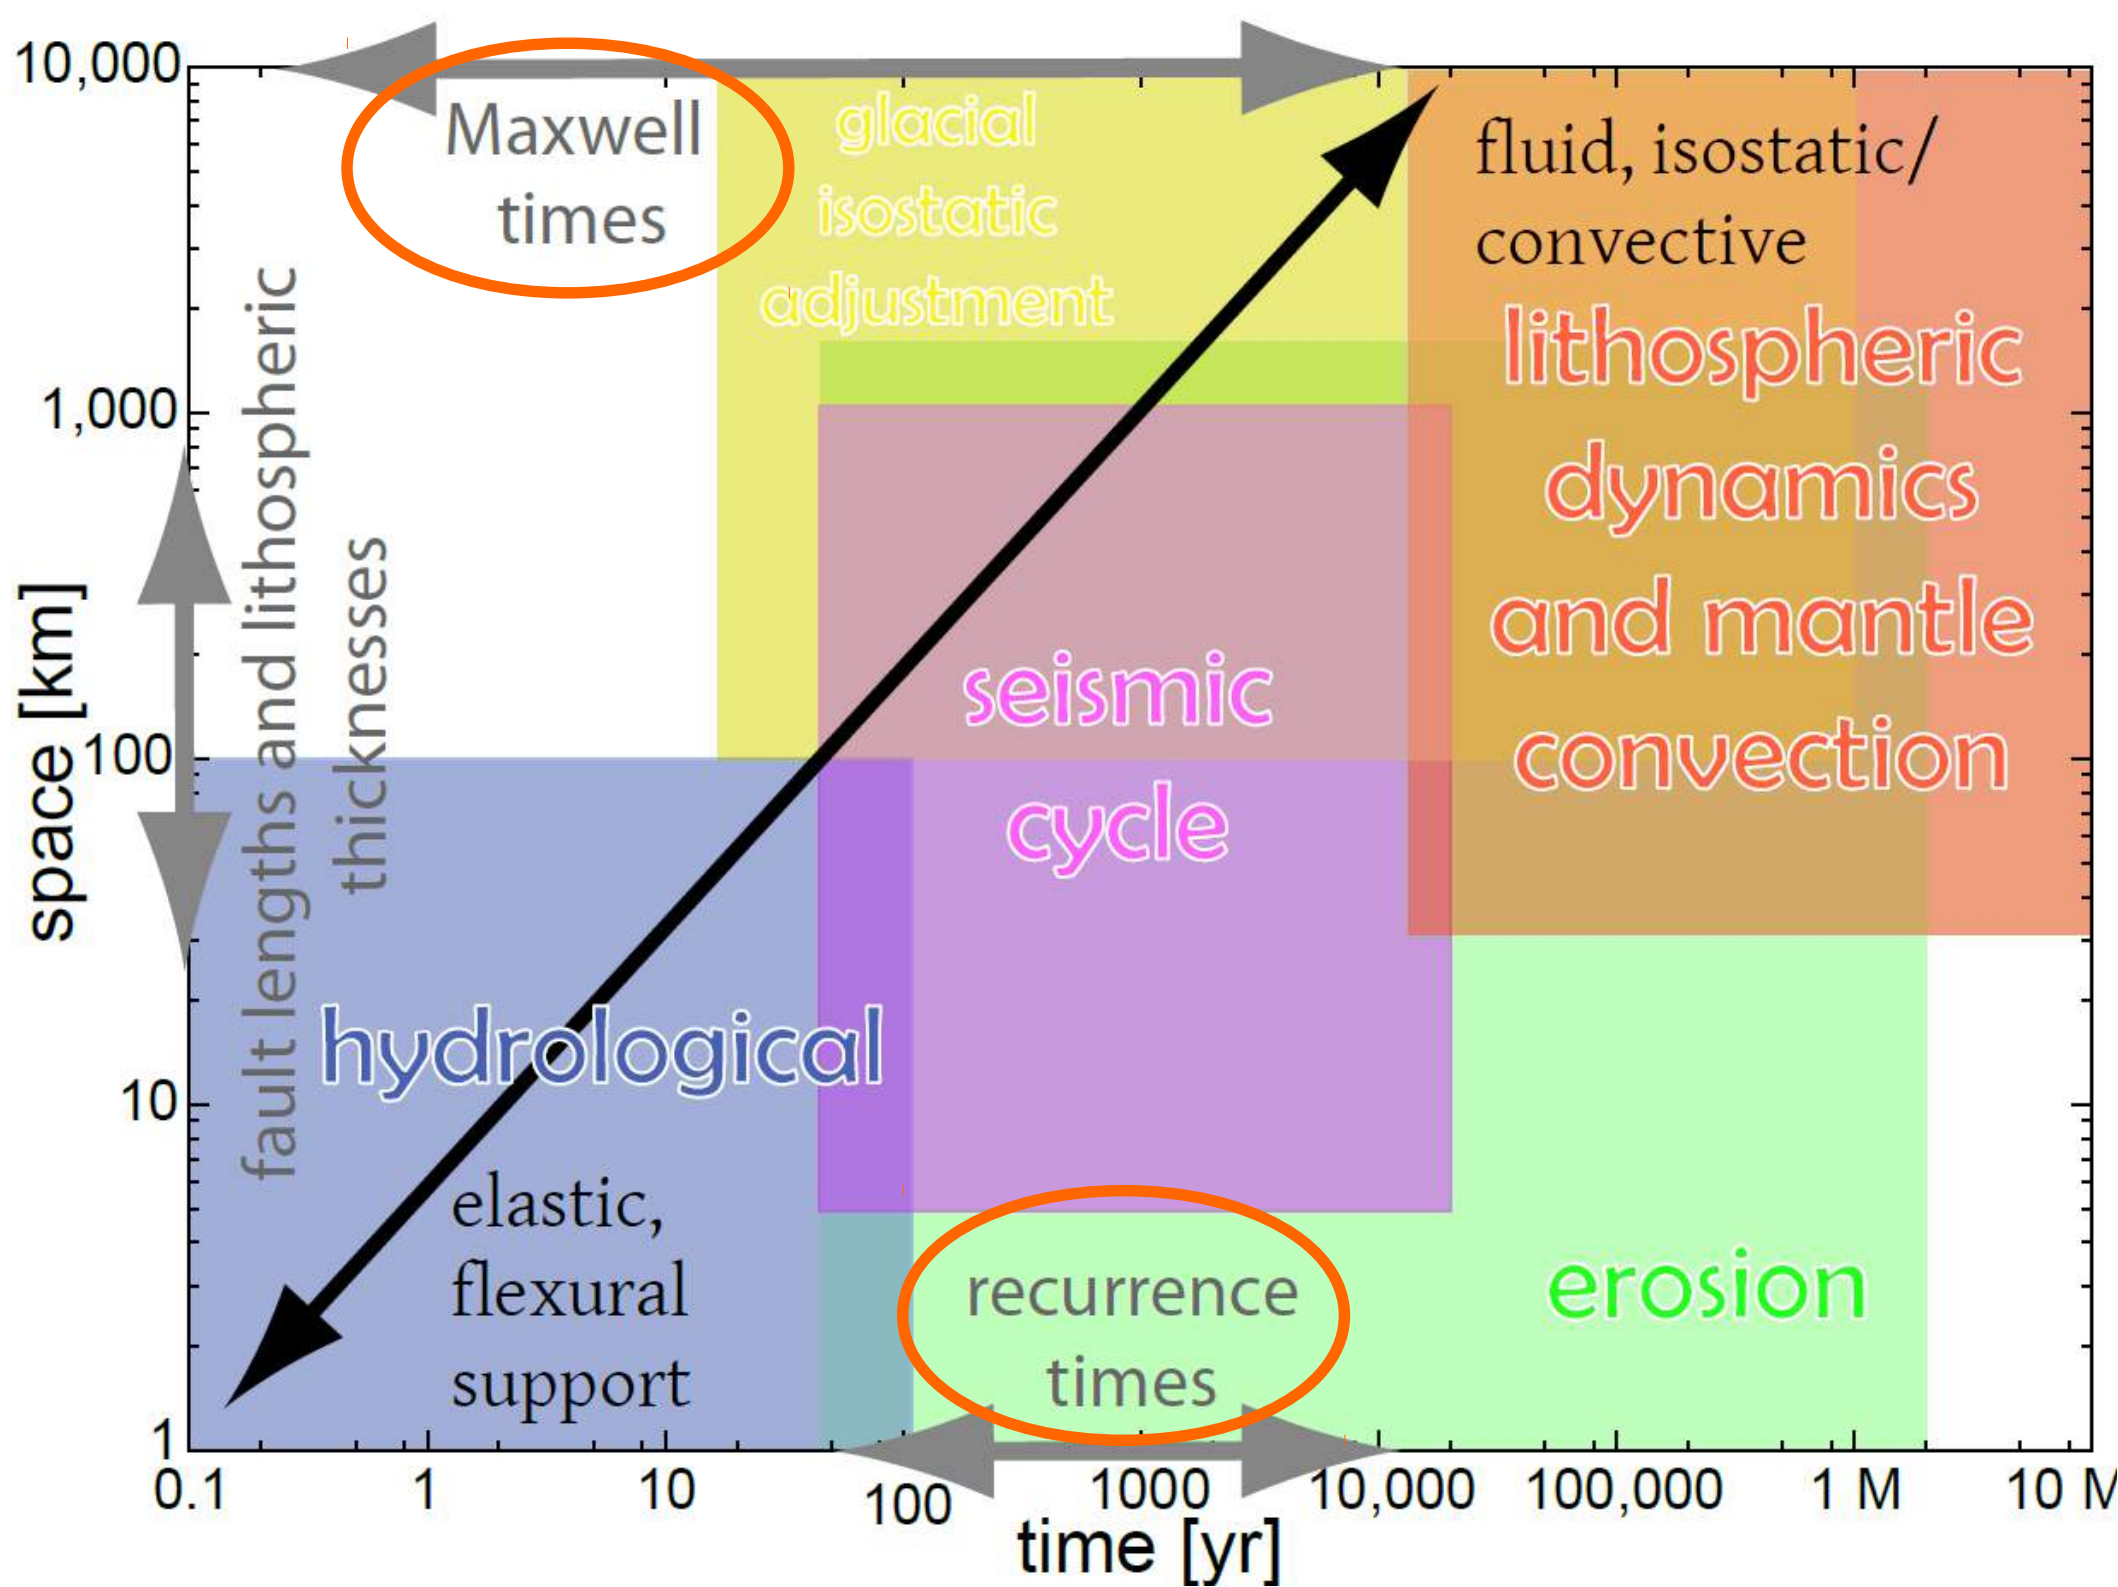 10,000
1,000
100
10
1
space [km]
fault lengths and lithospheric
thicknesses
Maxwell
times
glacial
isostatic
adjustment
fluid, isostatic/
convective
lithospheric
dynamics
and mantle
convection
seismic
cycle
hydrological
elastic,
flexural
support
recurrence
times
erosion
0.1
1
10
100
1000
10,000
100,000
1 M
10 M
time [yr]